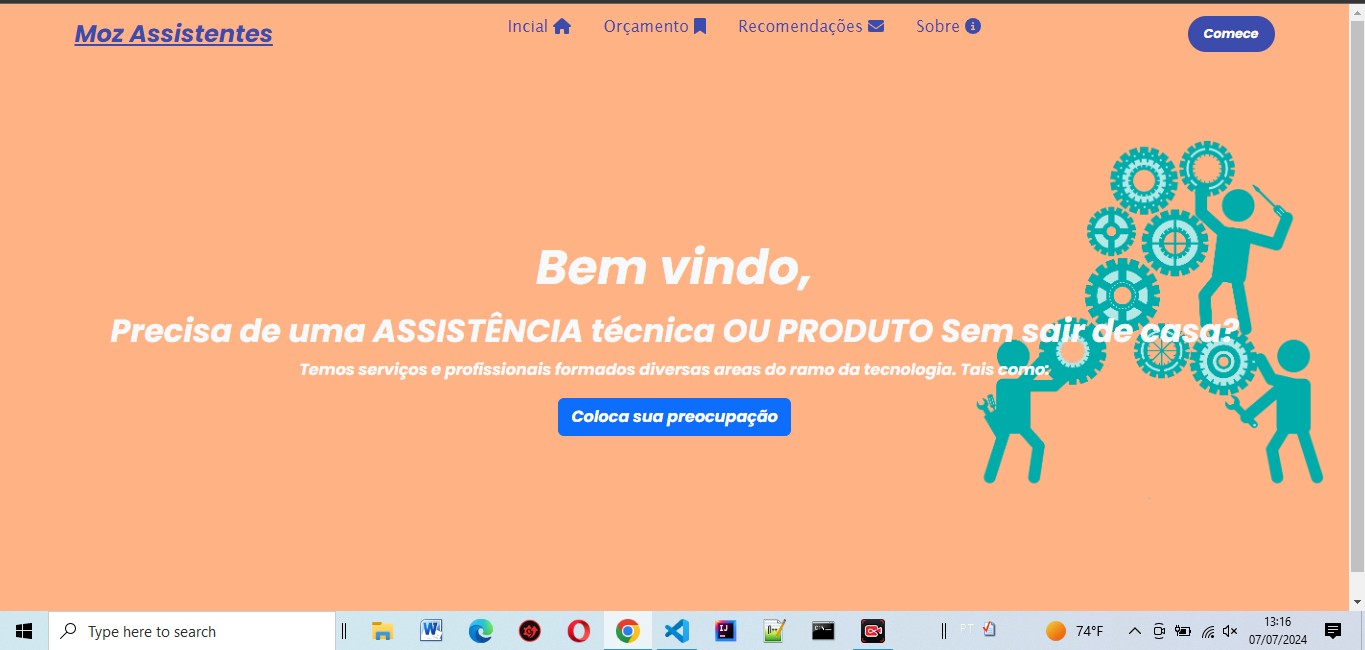 Moz Assistentes
Incial
Orçamento
Recomendações
Sobre
Comece
Bem vindo,
Precisa de uma ASSISTÊNCIA técnica OU PRODUTO Sem sair de casa?
Temos serviços e profissionais formados diversas areas do ramo da tecnologia. Tais como:
Coloca sua preocupação
Type here to search
PT
74°F
13:16
07/07/2024